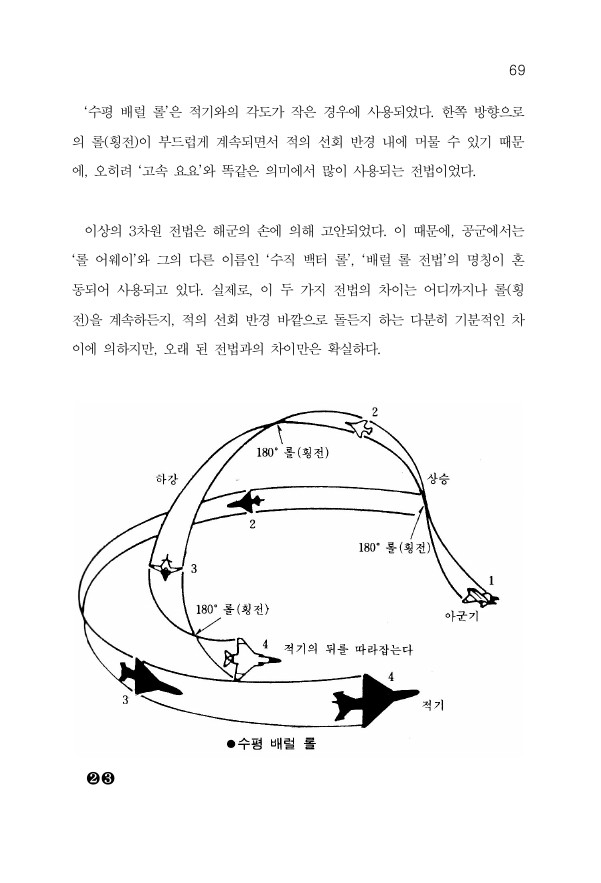 69
‘수평 배럴 롤’은 적기와의 각도가 작은 경우에 사용되었다. 한쪽 방향으로
의 롤(횡전)이 부드럽게 계속되면서 적의 선회 반경 내에 머물 수 있기 때문
에, 오히려 ‘고속 요요’와 똑같은 의미에서 많이 사용되는 전법이었다.
이상의 3차원 전법은 해군의 손에 의해 고안되었다. 이 때문에, 공군에서는
‘롤 어웨이’와 그의 다른 이름인 ‘수직 백터 롤’, ‘배럴 롤 전법’의 명칭이 혼
동되어 사용되고 있다. 실제로, 이 두 가지 전법의 차이는 어디까지나 롤(횡
전)을 계속하든지, 적의 선회 반경 바깥으로 돌든지 하는 다분히 기분적인 차
이에 의하지만, 오래 된 전법과의 차이만은 확실하다.
2
180° 롤(횡전)
하강
상승
2
180° 롤(횡전)
3
1
아군기
180° 롤(횡전)
4
적기의 뒤를 따라잡는다
3
4
적기
●수평 배럴 롤
❷❸